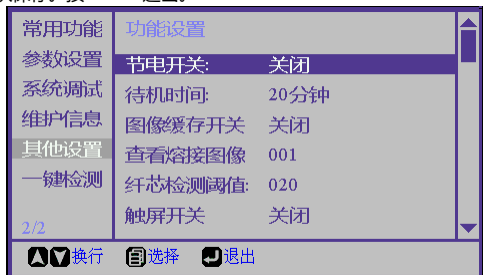 常用功能
参数设置
系统调试
维护信息
其他设置
一键检测
2/2
功能设置
节电开关: 关闭
待机时间: 20分钟
图像缓存开关 关闭
查看熔接图像 001
纤芯检测阈值: 020
触屏开关 关闭
换行 选择 退出